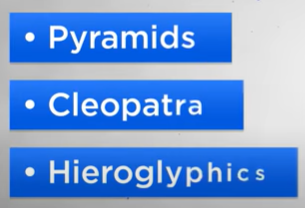 • Pyramids
• Cleopatra
• Hieroglyphics